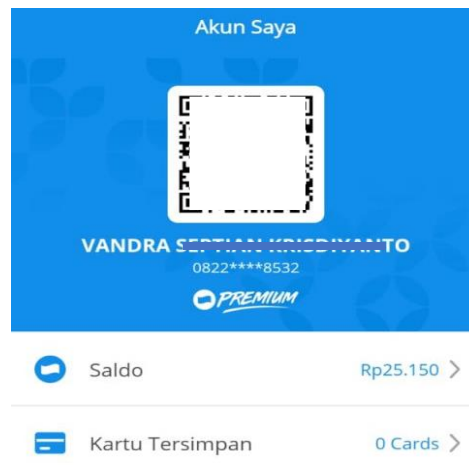 Akun Saya
VANDRA
0822****8532
PREMIUM
Saldo Rp25.150
Kartu Tersimpan 0 Cards